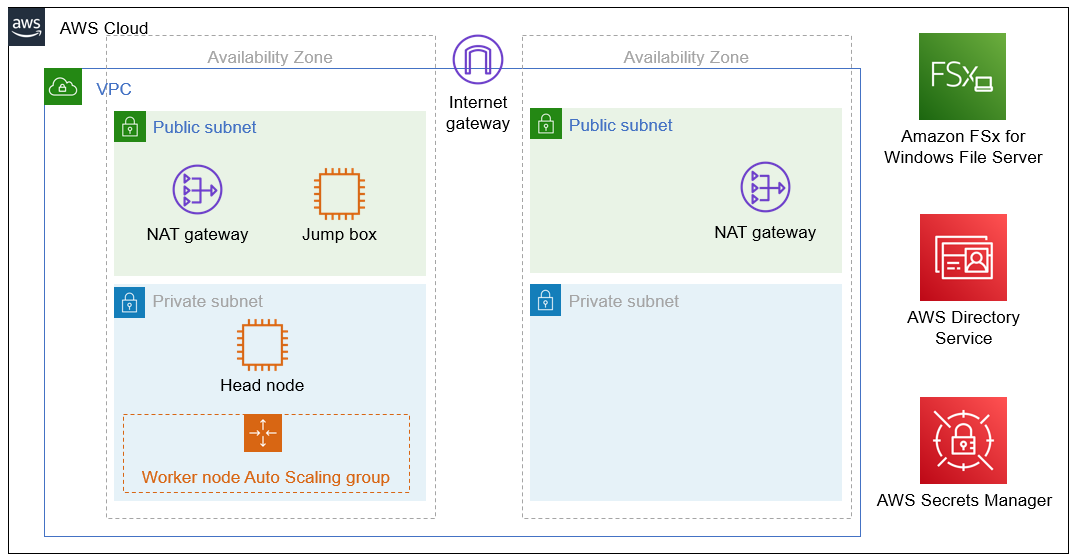 aws
AWS Cloud
Availability Zone
Availability Zone
VPC
Internet
gateway
Public subnet
NAT gateway
Jump box
Public subnet
NAT gateway
Private subnet
Head node
Worker node Auto Scaling group
Private subnet
FSx
Amazon FSx for
Windows File Server
AWS Directory
Service
AWS Secrets Manager